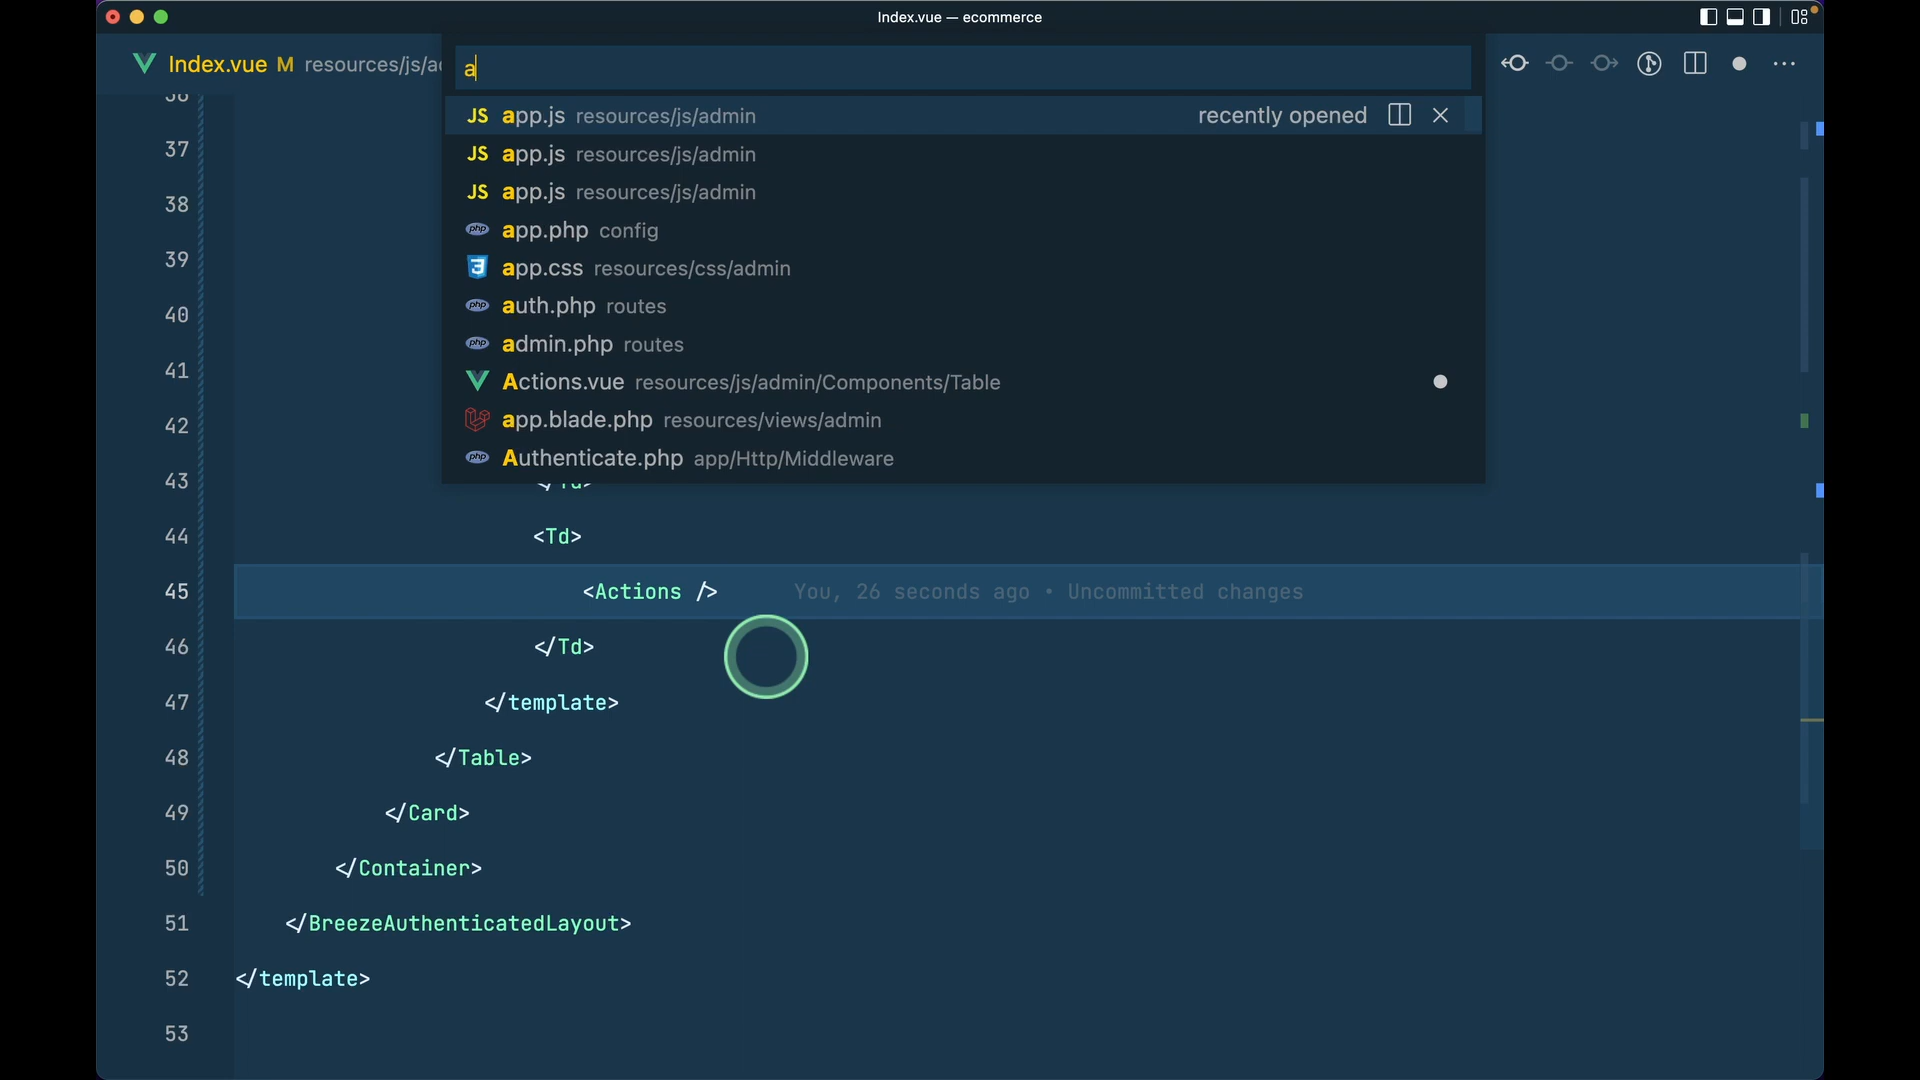 Index.vue — ecommerce
Index.vue M resources/js/a
a
JS app.js resources/js/admin recently opened
JS app.js resources/js/admin
JS app.js resources/js/admin
php app.php config
app.css resources/css/admin
php auth.php routes
php admin.php routes
Actions.vue resources/js/admin/Components/Table
app.blade.php resources/views/admin
php Authenticate.php app/Http/Middleware
37
38
39
40
41
42
43 </Td>
44 <Td>
45 <Actions /> You, 26 seconds ago • Uncommitted changes
46 </Td>
47 </template>
48 </Table>
49 </Card>
50 </Container>
51 </BreezeAuthenticatedLayout>
52 </template>
53